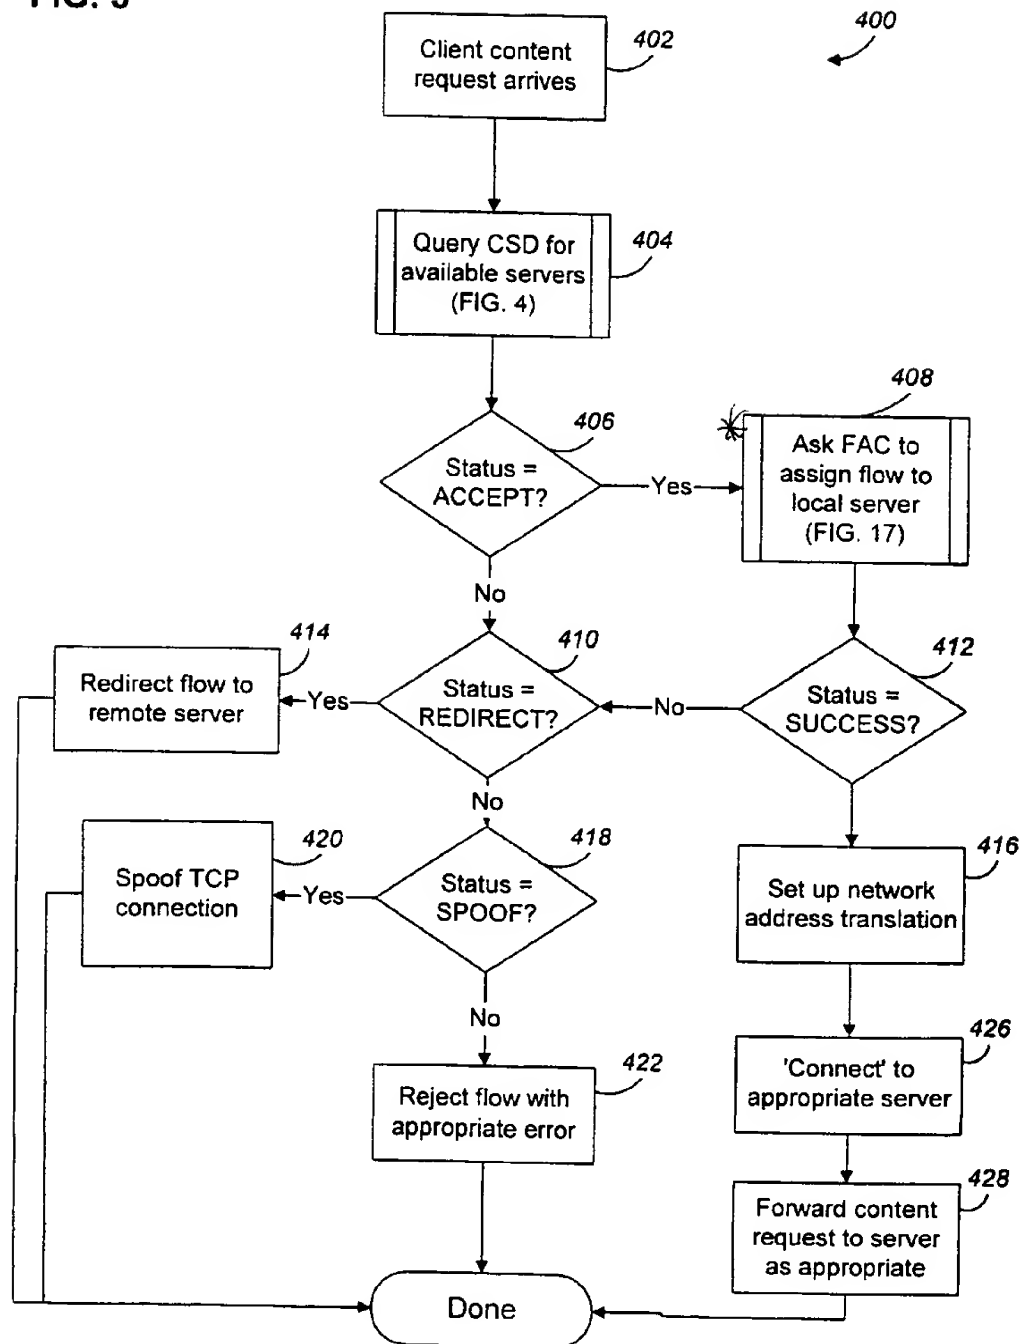 400
Client content
request arrives
402
Query CSD for
available servers
(FIG. 4)
404
Status =
ACCEPT?
406
Yes
Ask FAC to
assign flow to
local server
(FIG. 17)
408
No
Redirect flow to
remote server
414
Yes
Status =
REDIRECT?
410
No
Status =
SUCCESS?
412
No
Spoof TCP
connection
420
Yes
Status =
SPOOF?
418
Set up network
address translation
416
No
Reject flow with
appropriate error
422
'Connect' to
appropriate server
426
Forward content
request to server
as appropriate
428
Done